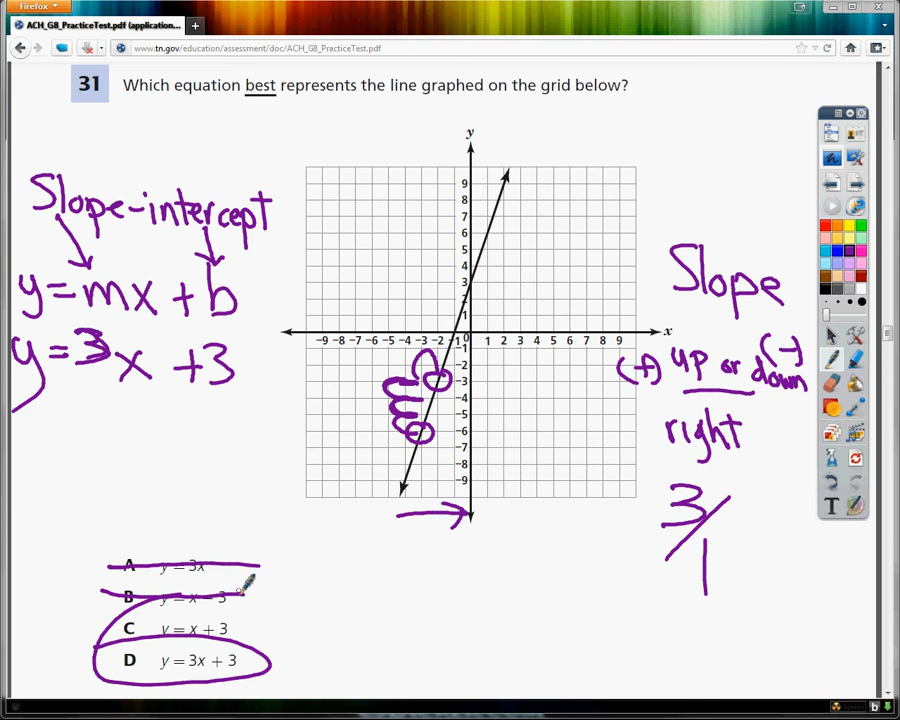 Firefox
ACH_G8_PracticeTest.pdf (application...
www.tn.gov/education/assessment/doc/ACH_G8_PracticeTest.pdf
31 Which equation best represents the line graphed on the grid below?
y
9
8
7
6
5
4
3
2
1
-9 -8 -7 -6 -5 -4 -3 -2 -1 0 1 2 3 4 5 6 7 8 9 x
-1
-2
-3
-4
-5
-6
-7
-8
-9
Slope-intercept
y=mx+b
y=3x+3
Slope
(+) up or (-) down
right
3/1
A y = 3x
B y = x - 3
C y = x + 3
D y = 3x + 3